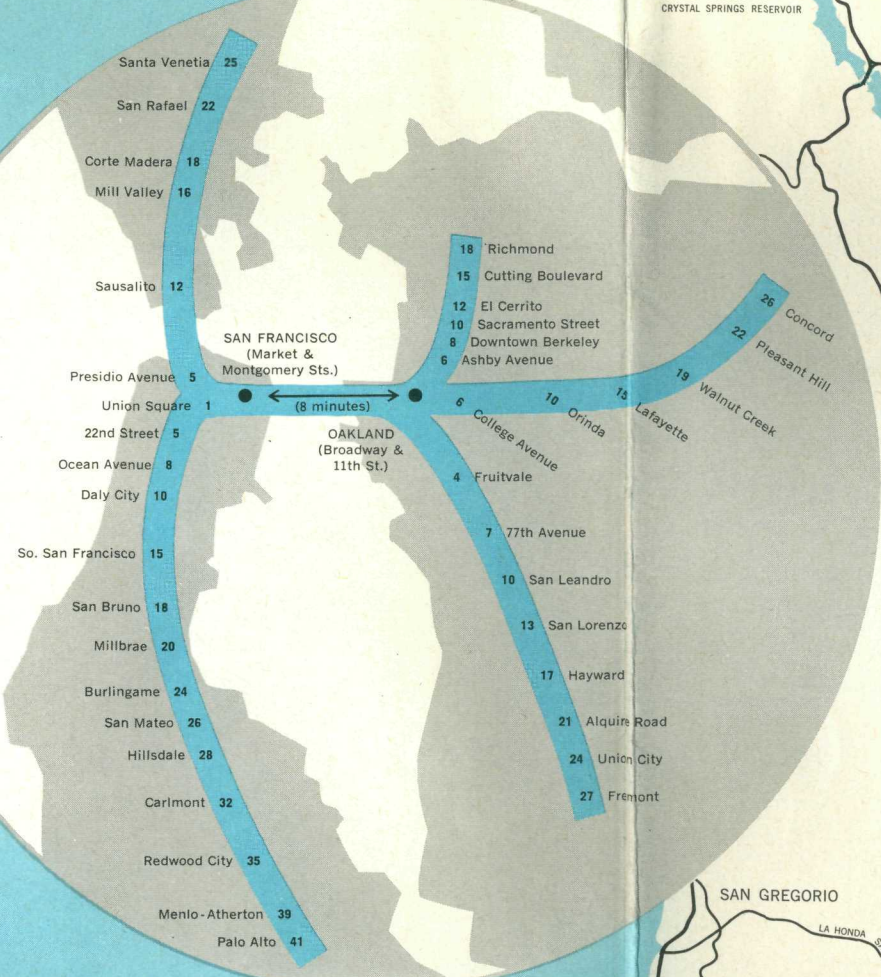 CRYSTAL SPRINGS RESERVOIR
Santa Venetia 25
San Rafael 22
Corte Madera 18
Mill Valley 16
Sausalito 12
Presidio Avenue 5
Union Square 1
22nd Street 5
Ocean Avenue 8
Daly City 10
So. San Francisco 15
San Bruno 18
Millbrae 20
Burlingame 24
San Mateo 26
Hillsdale 28
Carlmont 32
Redwood City 35
Menlo-Atherton 39
Palo Alto 41
SAN FRANCISCO
(Market &
Montgomery Sts.)
(8 minutes)
OAKLAND
(Broadway &
11th St.)
18 Richmond
15 Cutting Boulevard
12 El Cerrito
10 Sacramento Street
8 Downtown Berkeley
6 Ashby Avenue
6 College Avenue
10 Orinda
15 Lafayette
19 Walnut Creek
22 Pleasant Hill
26 Concord
4 Fruitvale
7 77th Avenue
10 San Leandro
13 San Lorenzo
17 Hayward
21 Alquire Road
24 Union City
27 Fremont
SAN GREGORIO
LA HONDA